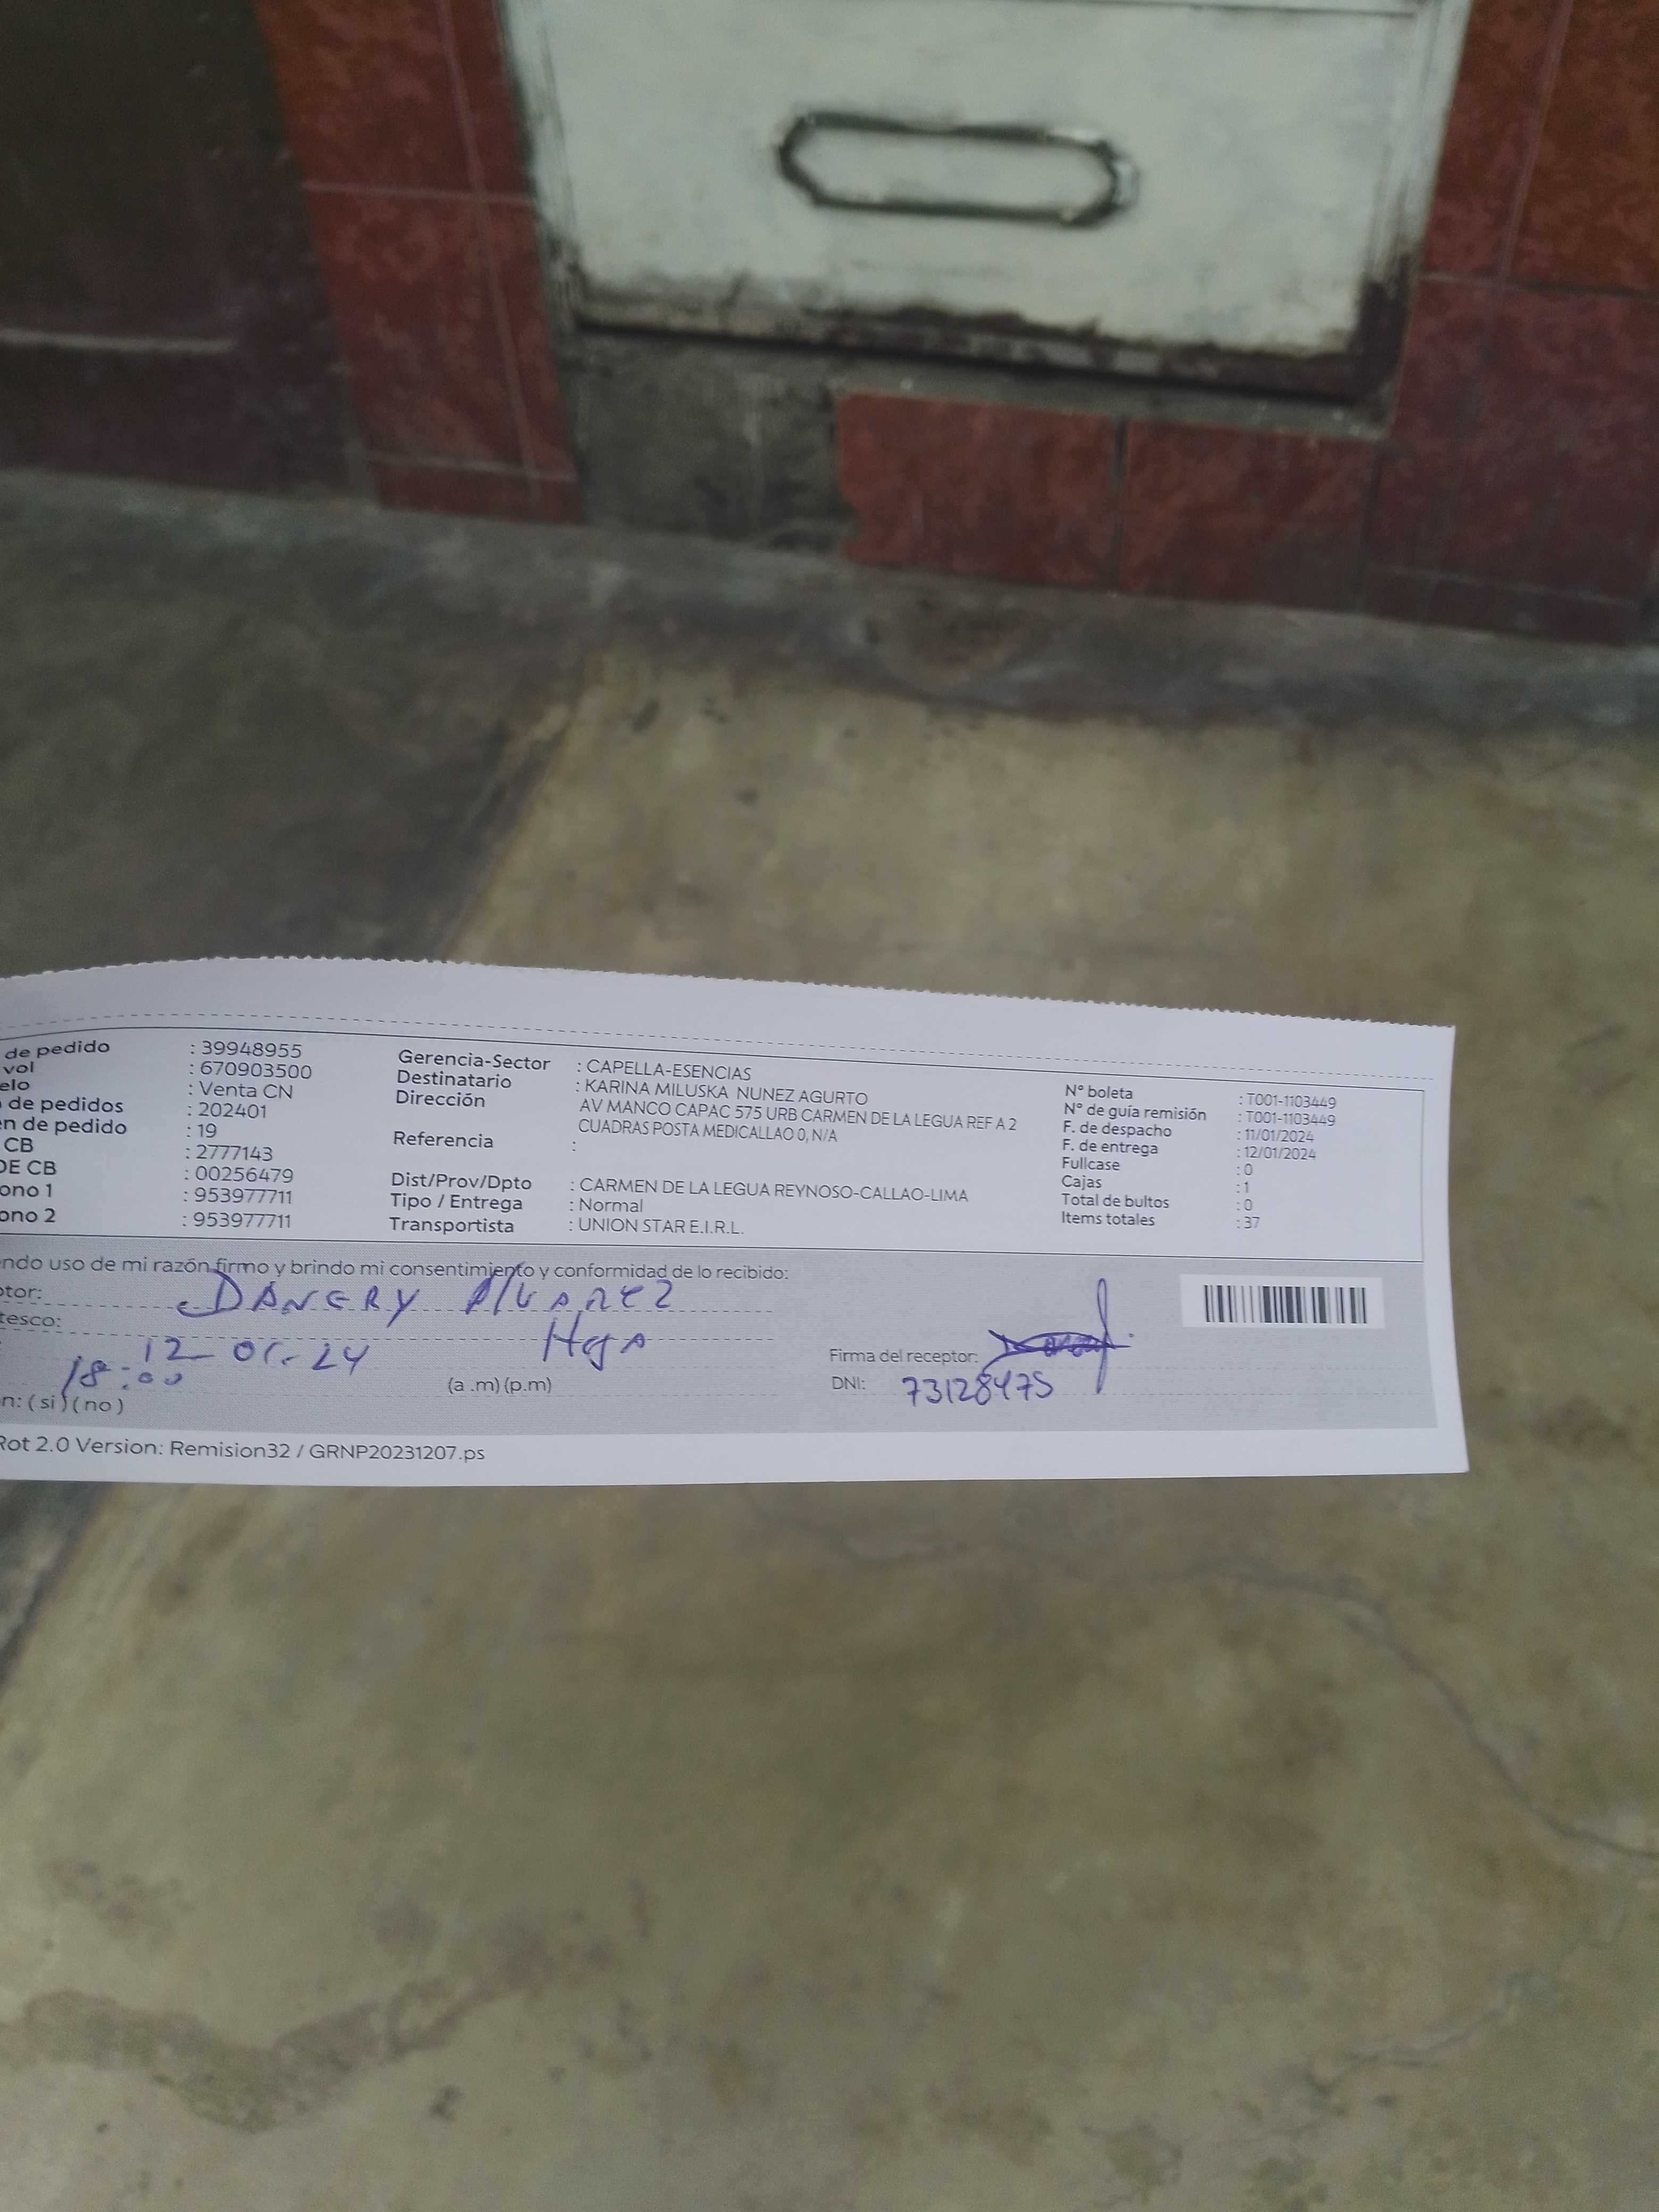 de pedido : 39948955
vol : 670903500
elo : Venta CN
de pedidos : 202401
n de pedido : 19
CB : 2777143
DE CB : 00256479
ono 1 : 953977711
ono 2 : 953977711
Gerencia-Sector : CAPELLA-ESENCIAS
Destinatario : KARINA MILUSKA NUNEZ AGURTO
Dirección AV MANCO CAPAC 575 URB CARMEN DE LA LEGUA REF A 2
CUADRAS POSTA MEDICALLAO 0, N/A
Referencia :
Dist/Prov/Dpto : CARMEN DE LA LEGUA REYNOSO-CALLAO-LIMA
Tipo / Entrega : Normal
Transportista : UNION STAR E.I.R.L.
N° boleta : T001-1103449
N° de guía remisión : T001-1103449
F. de despacho : 11/01/2024
F. de entrega : 12/01/2024
Fullcase : 0
Cajas : 1
Total de bultos : 0
Items totales : 37
ndo uso de mi razón firmo y brindo mi consentimiento y conformidad de lo recibido:
tor: DANERY Alvarez
tesco: Hija
12-01-24
18:00 (a .m) (p.m)
n: ( si ) ( no )
Firma del receptor:
DNI: 73128475
Rot 2.0 Version: Remision32 / GRNP20231207.ps